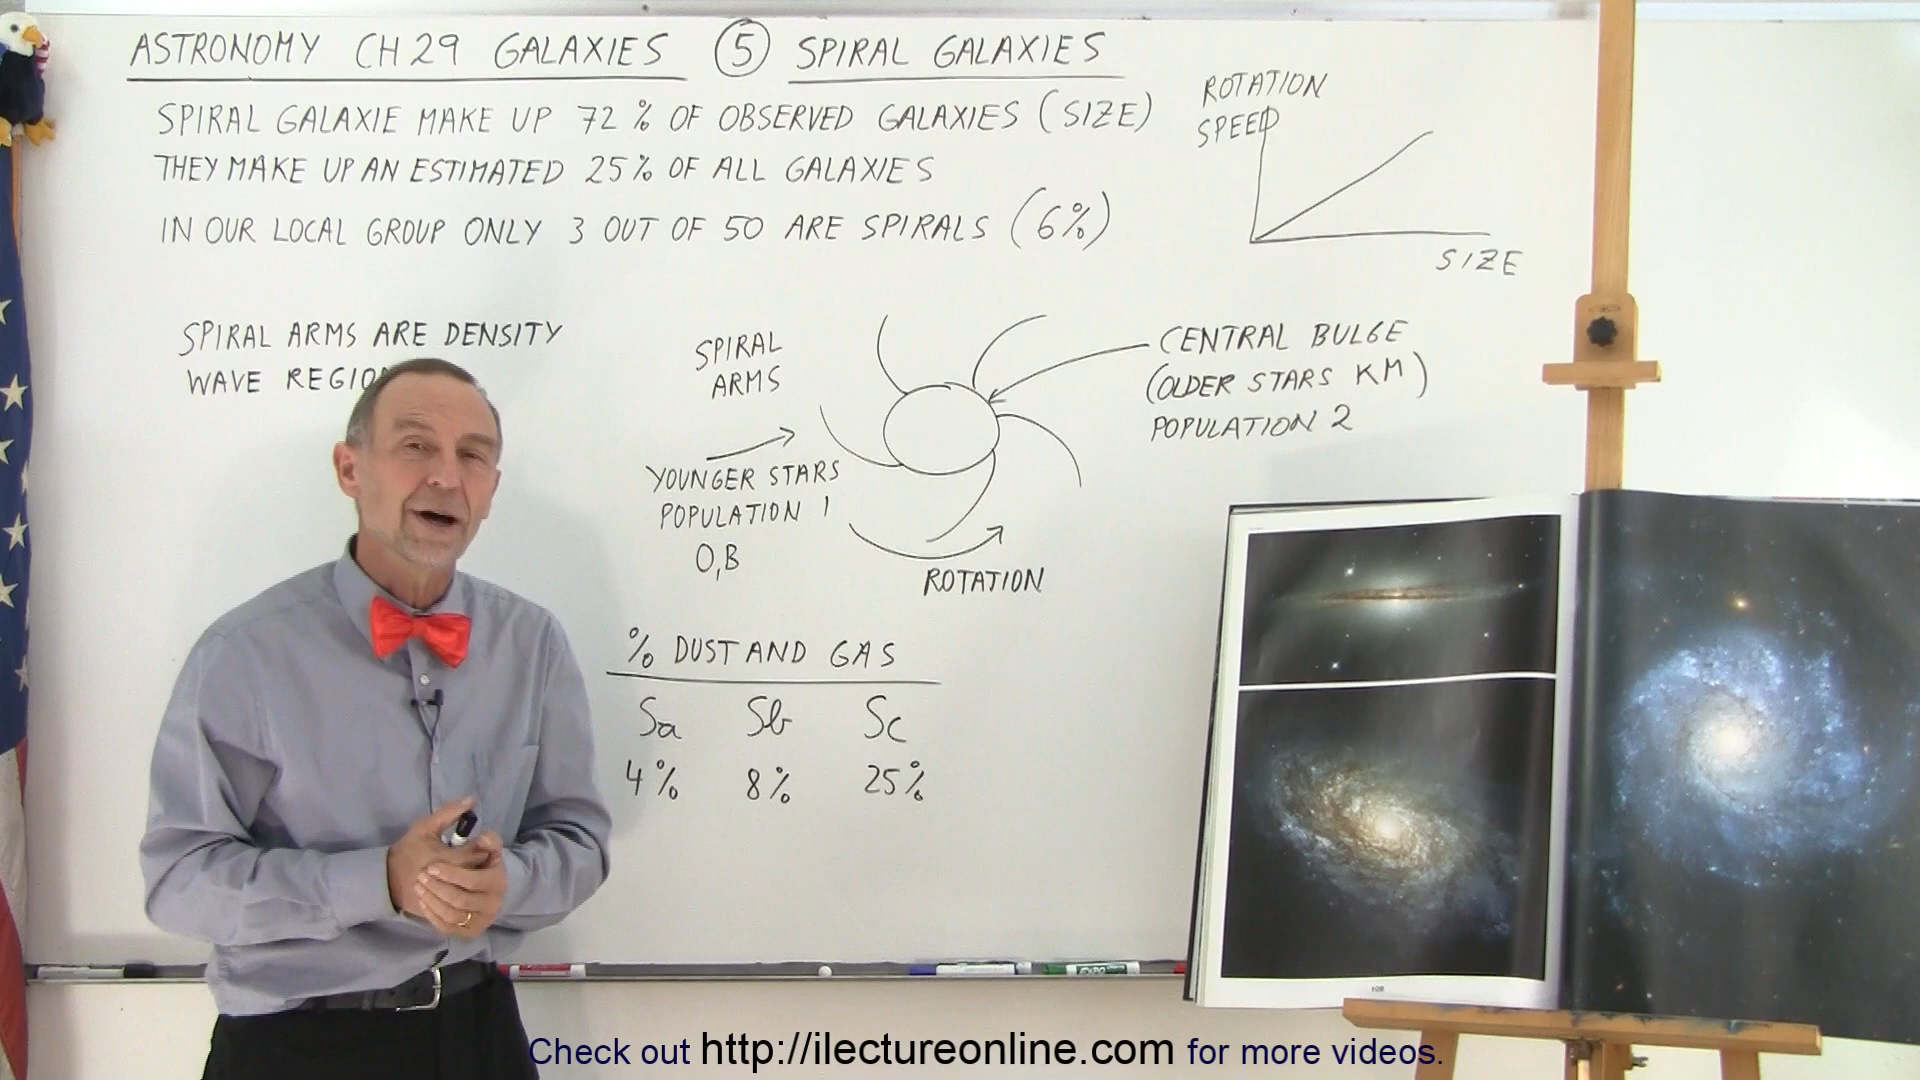 ASTRONOMY CH 29 GALAXIES 5 SPIRAL GALAXIES
SPIRAL GALAXIE MAKE UP 72 % OF OBSERVED GALAXIES (SIZE)
THEY MAKE UP AN ESTIMATED 25% OF ALL GALAXIES
IN OUR LOCAL GROUP ONLY 3 OUT OF 50 ARE SPIRALS (6%)
ROTATION
SPEED
SIZE
SPIRAL ARMS ARE DENSITY
WAVE
SPIRAL
ARMS
YOUNGER STARS
POPULATION 1
O,B
ROTATION
CENTRAL BULGE
(OLDER STARS KM)
POPULATION 2
% DUST AND GAS
Sa Sb Sc
4% 8% 25%
Check out http://ilectureonline.com for more videos.